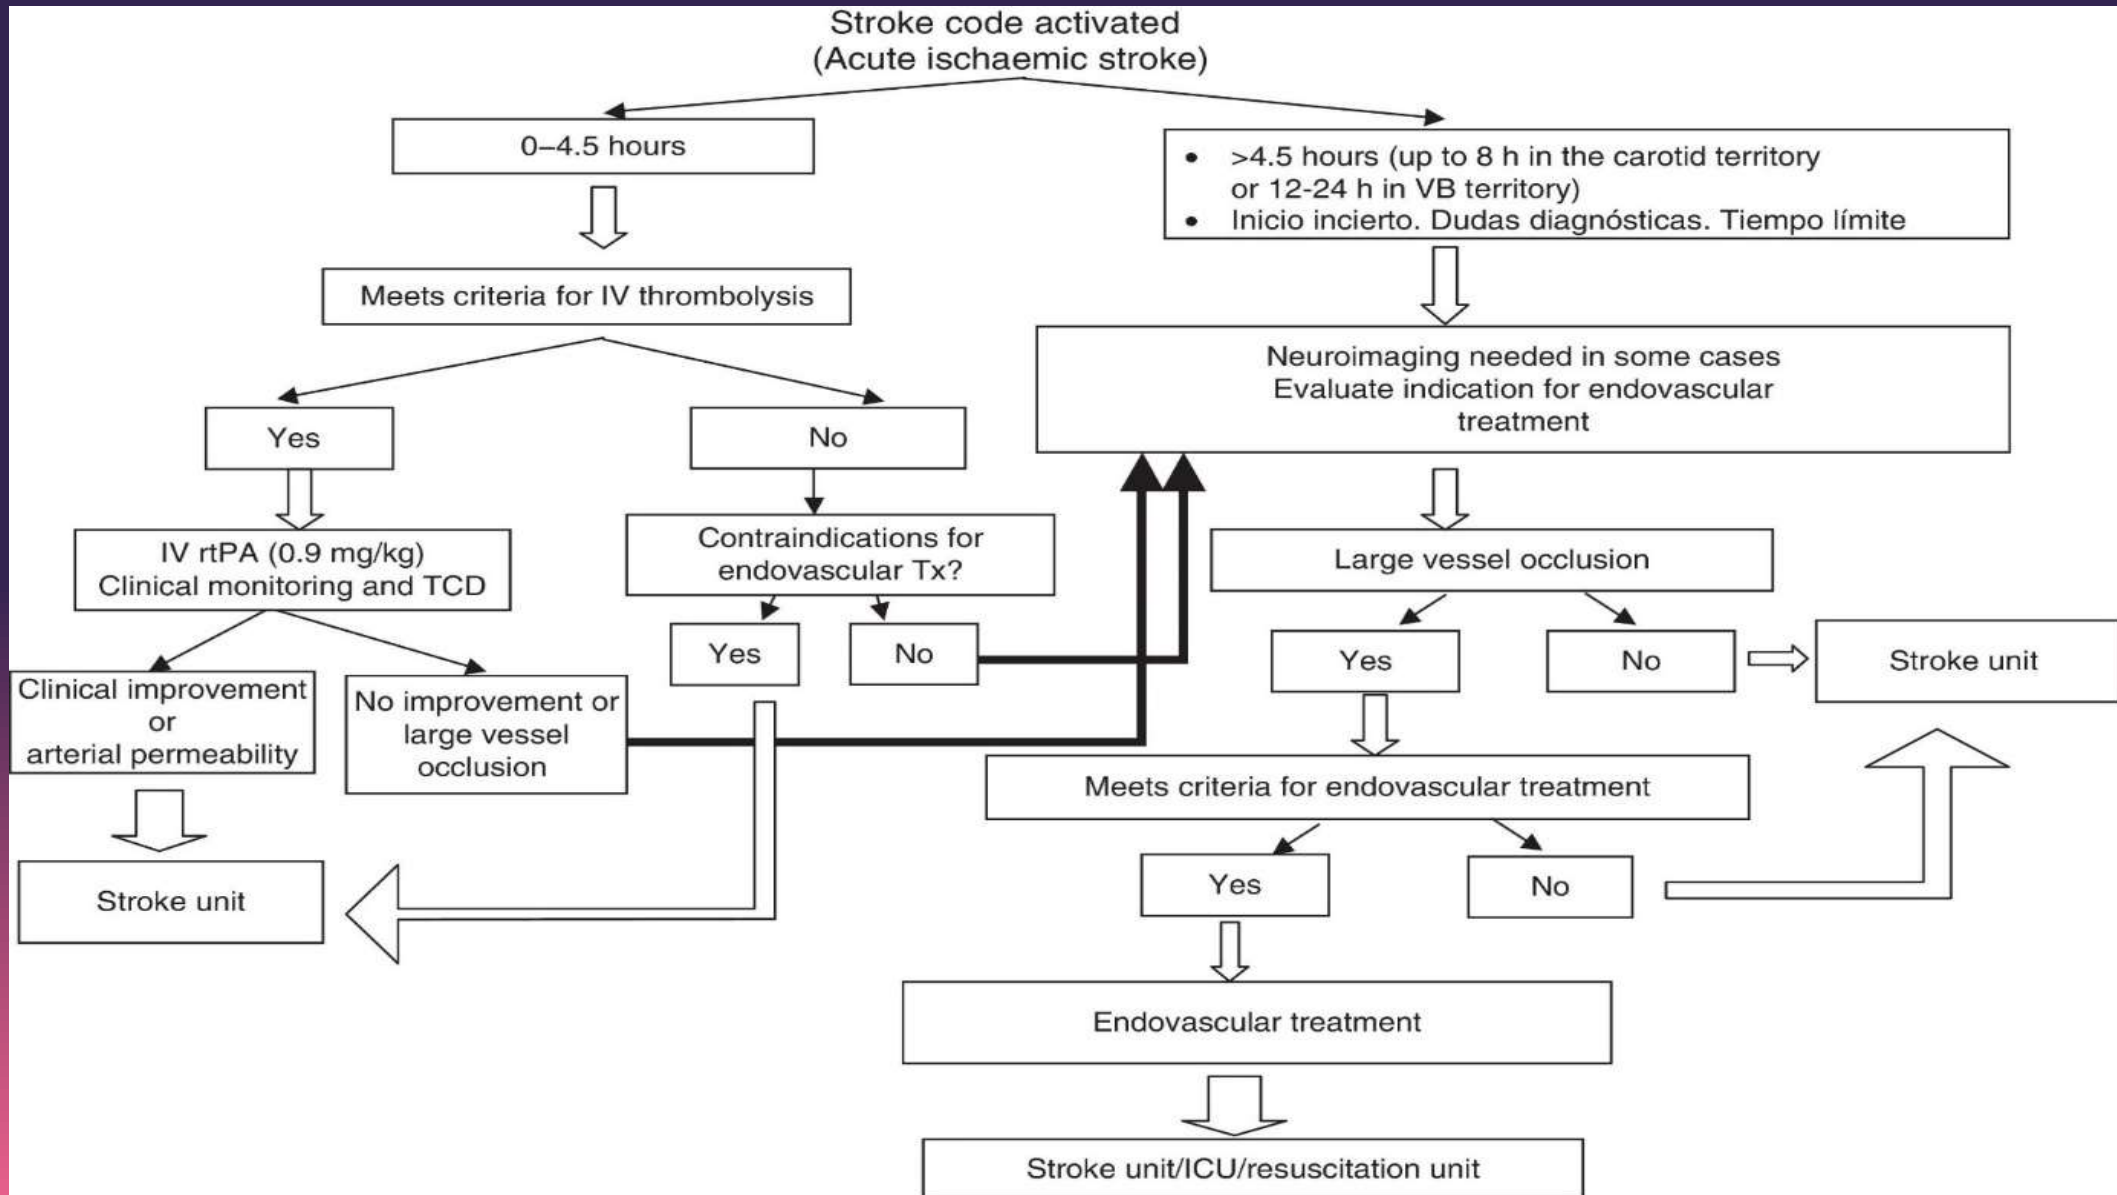 Stroke code activated
(Acute ischaemic stroke)
0–4.5 hours
• >4.5 hours (up to 8 h in the carotid territory
or 12-24 h in VB territory)
• Inicio incierto. Dudas diagnósticas. Tiempo límite
Meets criteria for IV thrombolysis
Neuroimaging needed in some cases
Evaluate indication for endovascular
treatment
Yes
No
IV rtPA (0.9 mg/kg)
Clinical monitoring and TCD
Contraindications for
endovascular Tx?
Large vessel occlusion
Yes
No
Yes
No
Stroke unit
Clinical improvement
or
arterial permeability
No improvement or
large vessel
occlusion
Meets criteria for endovascular treatment
Yes
No
Stroke unit
Endovascular treatment
Stroke unit/ICU/resuscitation unit